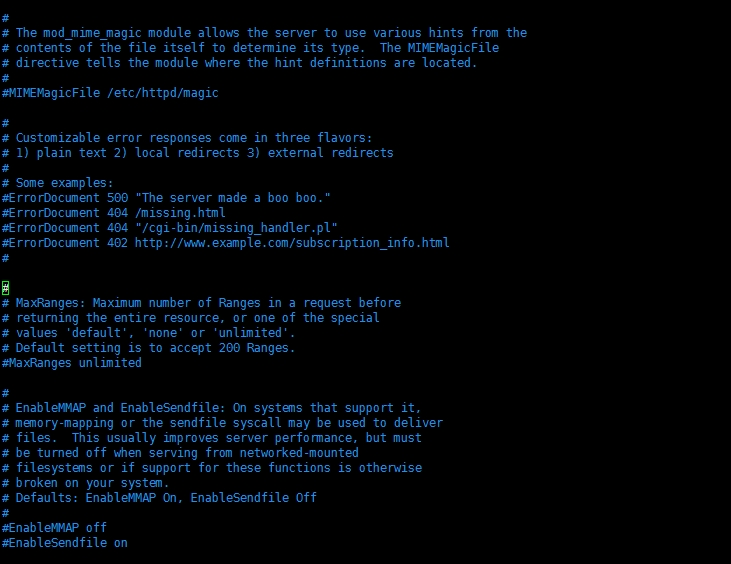 #
# The mod_mime_magic module allows the server to use various hints from the
# contents of the file itself to determine its type.  The MIMEMagicFile
# directive tells the module where the hint definitions are located.
#
#MIMEMagicFile /etc/httpd/magic

#
# Customizable error responses come in three flavors:
# 1) plain text 2) local redirects 3) external redirects
#
# Some examples:
#ErrorDocument 500 "The server made a boo boo."
#ErrorDocument 404 /missing.html
#ErrorDocument 404 "/cgi-bin/missing_handler.pl"
#ErrorDocument 402 http://www.example.com/subscription_info.html
#

#
# MaxRanges: Maximum number of Ranges in a request before
# returning the entire resource, or one of the special
# values 'default', 'none' or 'unlimited'.
# Default setting is to accept 200 Ranges.
#MaxRanges unlimited

#
# EnableMMAP and EnableSendfile: On systems that support it,
# memory-mapping or the sendfile syscall may be used to deliver
# files.  This usually improves server performance, but must
# be turned off when serving from networked-mounted
# filesystems or if support for these functions is otherwise
# broken on your system.
# Defaults: EnableMMAP On, EnableSendfile Off
#
#EnableMMAP off
#EnableSendfile on